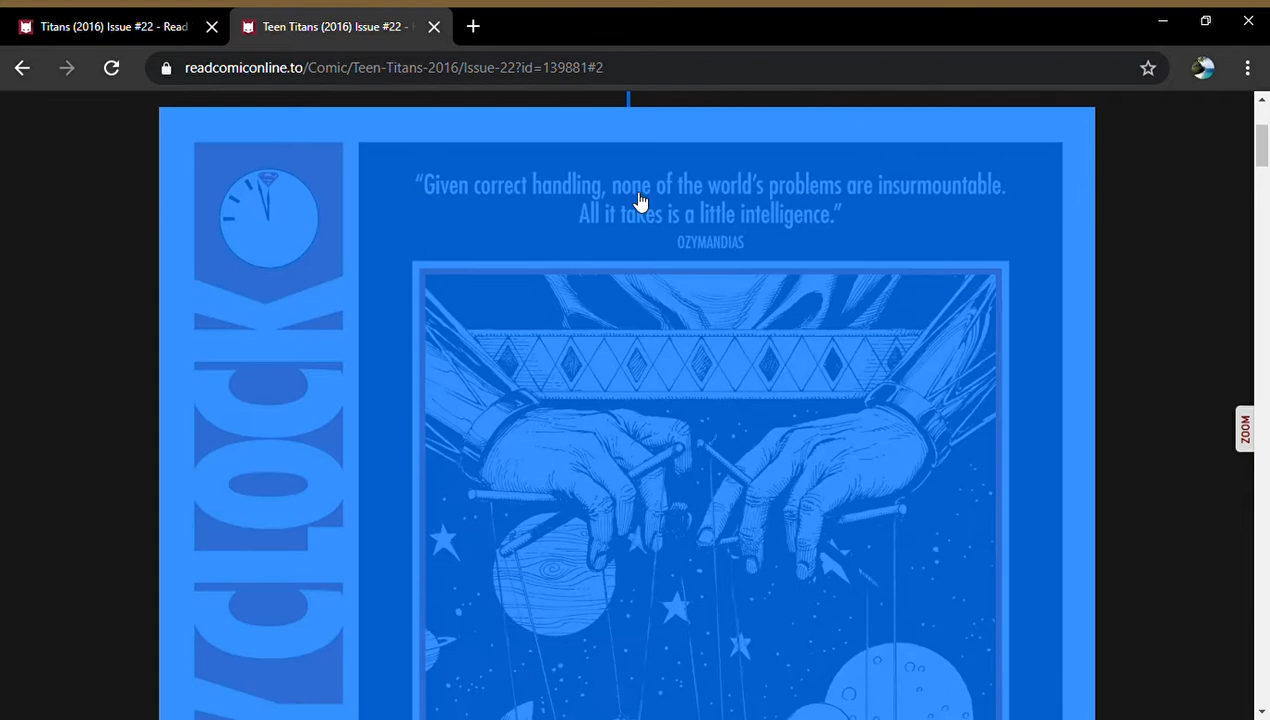 Titans (2016) Issue #22 - Read
Teen Titans (2016) Issue #22 -
readcomiconline.to/Comic/Teen-Titans-2016/Issue-22?id=139881#2
“Given correct handling, none of the world’s problems are insurmountable.
All it takes is a little intelligence.”
OZYMANDIAS
CLOCK
ZOOM